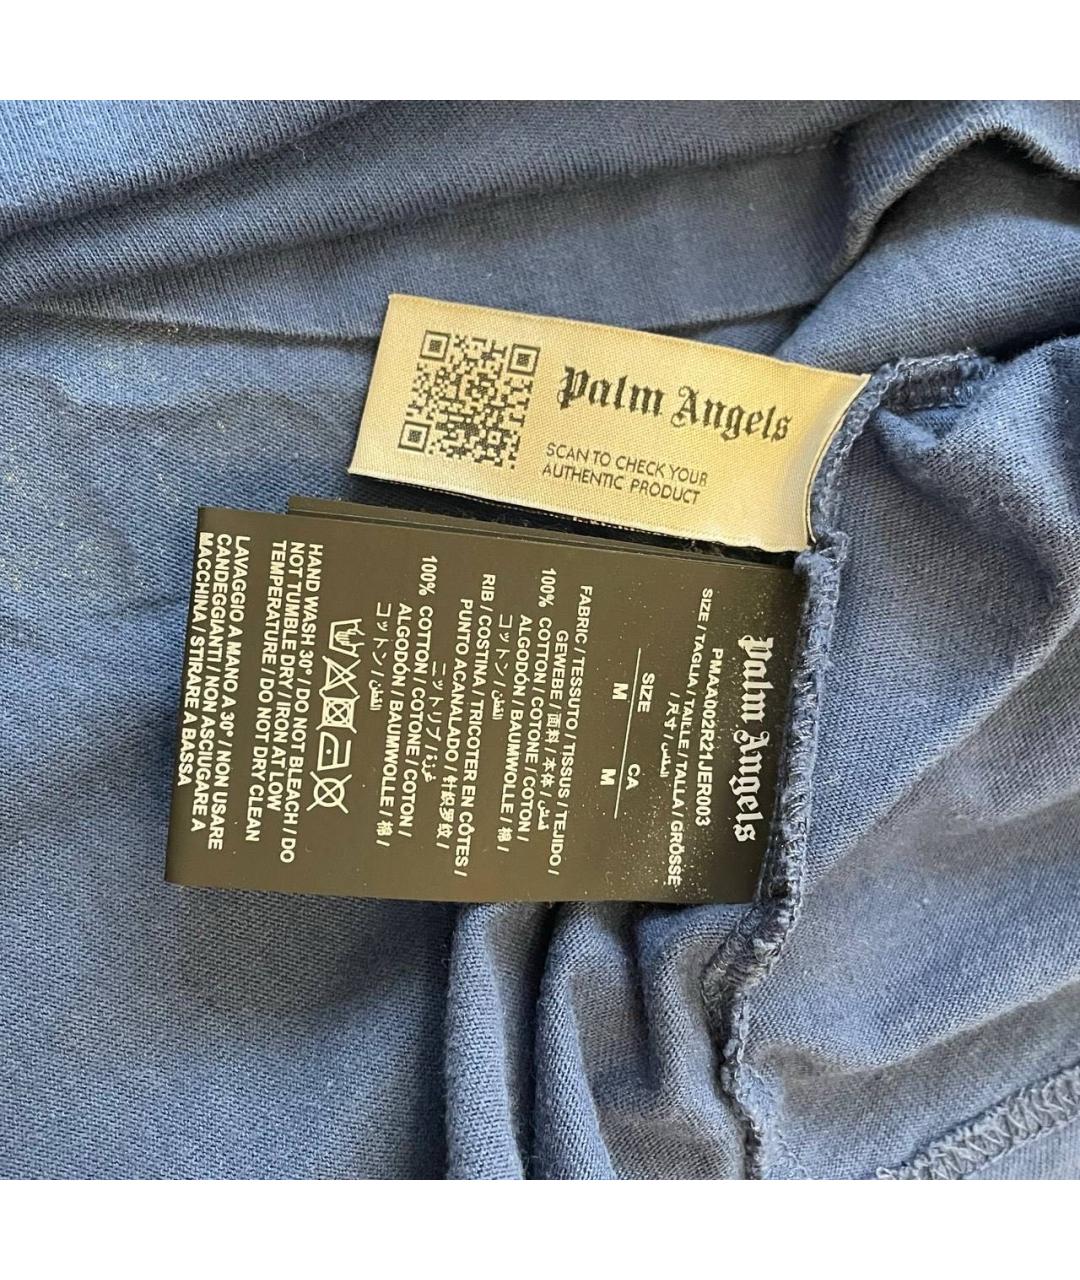 Palm Angels
SCAN TO CHECK YOUR
AUTHENTIC PRODUCT
Palm Angels
PMAA002R21JER003
SIZE / TAGLIA / TAILLE / TALLA / GRÖSSE
/ 尺寸 / المقاس
SIZE CA
M M
FABRIC / TESSUTO / TISSUS / TEJIDO /
GEWEBE / 面料 / 本体 / قماش
100% COTTON / COTONE / COTON /
ALGODÓN / BAUMWOLLE / 棉 /
コットン / القطن
RIB / COSTINA / TRICOTER EN CÔTES /
PUNTO ACANALADO / 针织罗纹 /
ニットリブ / غرزة
100% COTTON / COTONE / COTON /
ALGODÓN / BAUMWOLLE / 棉 /
コットン / القطن
HAND WASH 30° / DO NOT BLEACH / DO
NOT TUMBLE DRY / IRON AT LOW
TEMPERATURE / DO NOT DRY CLEAN
LAVAGGIO A MANO A 30° / NON USARE
CANDEGGIANTI / NON ASCIUGARE A
MACCHINA / STIRARE A BASSA